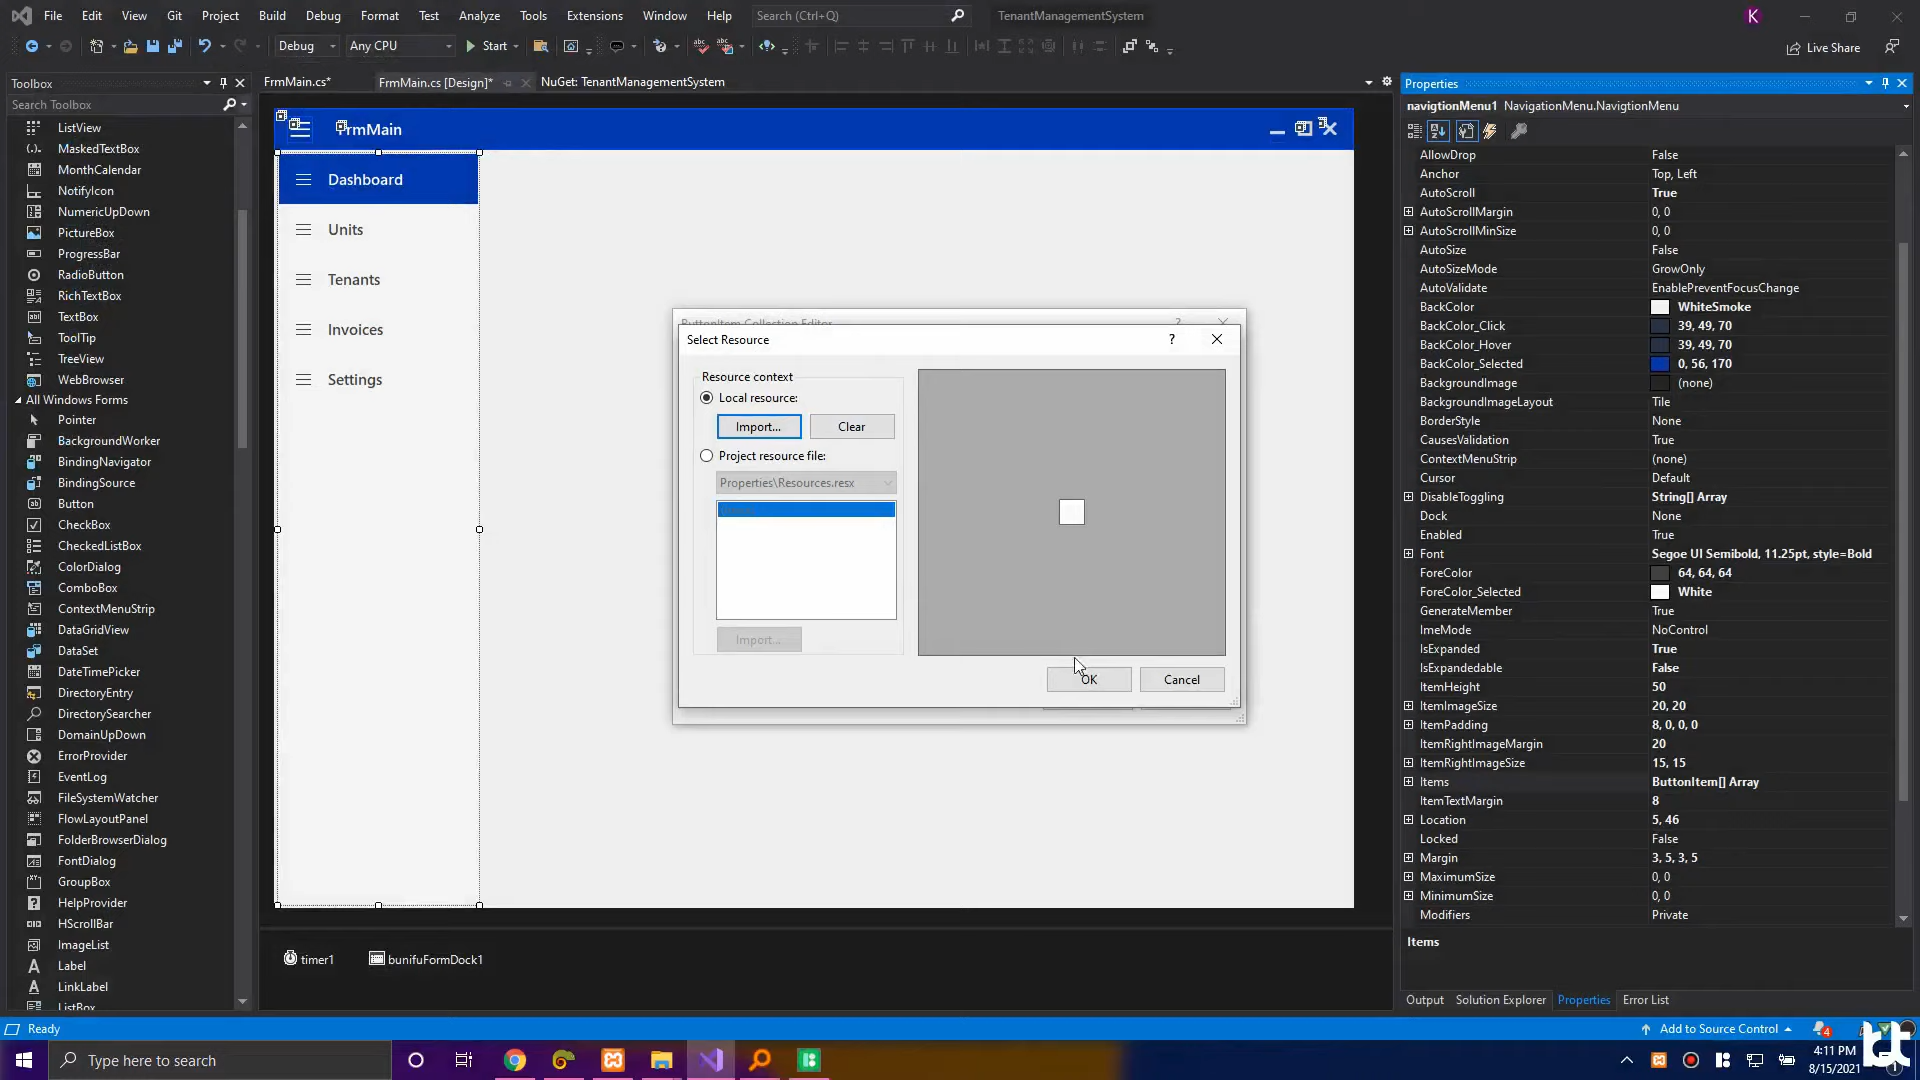 File Edit View Git Project Build Debug Format Test Analyze Tools Extensions Window Help Search (Ctrl+Q) TenantManagementSystem K
Debug Any CPU Start Live Share
Toolbox
Search Toolbox
ListView
MaskedTextBox
MonthCalendar
NotifyIcon
NumericUpDown
PictureBox
ProgressBar
RadioButton
RichTextBox
TextBox
ToolTip
TreeView
WebBrowser
All Windows Forms
Pointer
BackgroundWorker
BindingNavigator
BindingSource
Button
CheckBox
CheckedListBox
ColorDialog
ComboBox
ContextMenuStrip
DataGridView
DataSet
DateTimePicker
DirectoryEntry
DirectorySearcher
DomainUpDown
ErrorProvider
EventLog
FileSystemWatcher
FlowLayoutPanel
FolderBrowserDialog
FontDialog
GroupBox
HelpProvider
HScrollBar
ImageList
Label
LinkLabel
ListBox
FrmMain.cs* FrmMain.cs [Design]* NuGet: TenantManagementSystem
FrmMain
Dashboard
Units
Tenants
Invoices
Settings
ButtonItem Collection Editor
Select Resource
Resource context
Local resource:
Import... Clear
Project resource file:
Properties\Resources.resx
Import...
OK Cancel
timer1 bunifuFormDock1
Properties
navigtionMenu1 NavigationMenu.NavigtionMenu
AllowDrop False
Anchor Top, Left
AutoScroll True
AutoScrollMargin 0, 0
AutoScrollMinSize 0, 0
AutoSize False
AutoSizeMode GrowOnly
AutoValidate EnablePreventFocusChange
BackColor WhiteSmoke
BackColor_Click 39, 49, 70
BackColor_Hover 39, 49, 70
BackColor_Selected 0, 56, 170
BackgroundImage (none)
BackgroundImageLayout Tile
BorderStyle None
CausesValidation True
ContextMenuStrip (none)
Cursor Default
DisableToggling String[] Array
Dock None
Enabled True
Font Segoe UI Semibold, 11.25pt, style=Bold
ForeColor 64, 64, 64
ForeColor_Selected White
GenerateMember True
ImeMode NoControl
IsExpanded True
IsExpandedable False
ItemHeight 50
ItemImageSize 20, 20
ItemPadding 8, 0, 0, 0
ItemRightImageMargin 20
ItemRightImageSize 15, 15
Items ButtonItem[] Array
ItemTextMargin 8
Location 5, 46
Locked False
Margin 3, 5, 3, 5
MaximumSize 0, 0
MinimumSize 0, 0
Modifiers Private
Items
Output Solution Explorer Properties Error List
Ready Add to Source Control 4
Type here to search
4:11 PM
8/15/2021